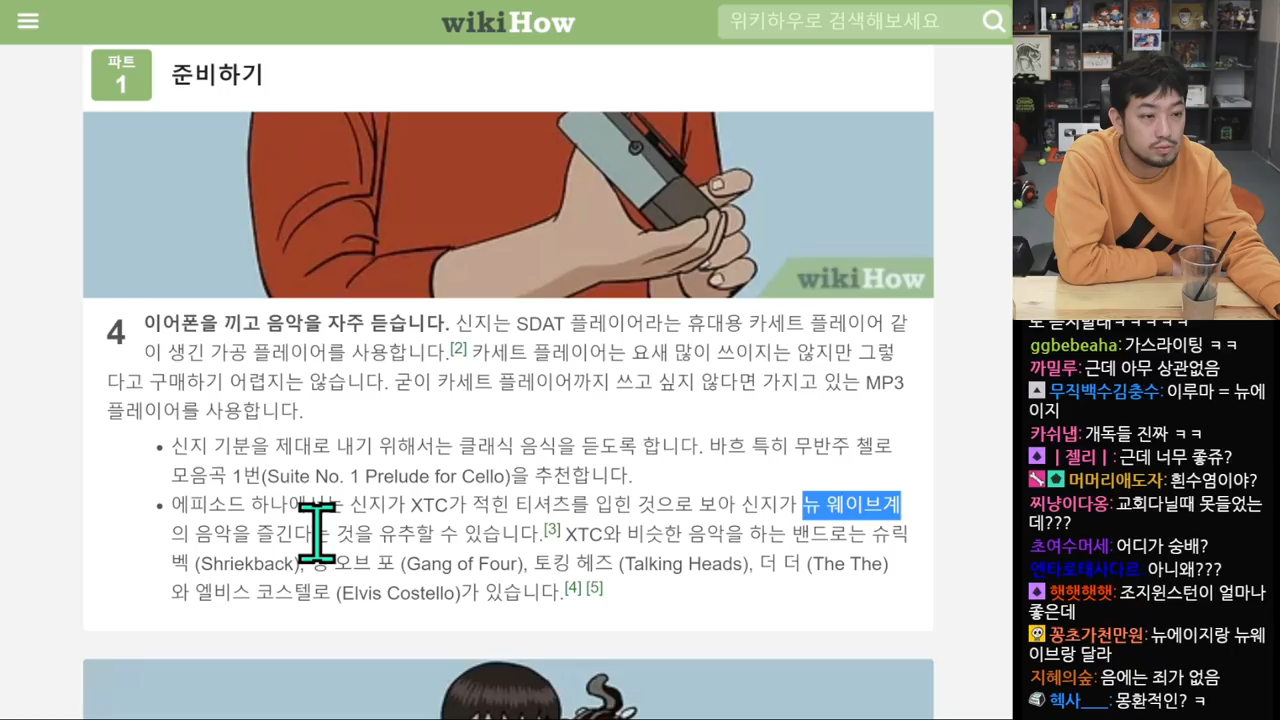 wikiHow
위키하우로 검색해보세요
파트
1
준비하기
wikiHow
4
이어폰을 끼고 음악을 자주 듣습니다. 신지는 SDAT 플레이어라는 휴대용 카세트 플레이어 같
이 생긴 가공 플레이어를 사용합니다.[2] 카세트 플레이어는 요새 많이 쓰이지는 않지만 그렇
다고 구매하기 어렵지는 않습니다. 굳이 카세트 플레이어까지 쓰고 싶지 않다면 가지고 있는 MP3
플레이어를 사용합니다.
• 신지 기분을 제대로 내기 위해서는 클래식 음식을 듣도록 합니다. 바흐 특히 무반주 첼로
모음곡 1번(Suite No. 1 Prelude for Cello)을 추천합니다.
• 에피소드 하나에서는 신지가 XTC가 적힌 티셔츠를 입힌 것으로 보아 신지가 뉴 웨이브계
의 음악을 즐긴다는 것을 유추할 수 있습니다.[3] XTC와 비슷한 음악을 하는 밴드로는 슈릭
벡 (Shriekback), 오브 포 (Gang of Four), 토킹 헤즈 (Talking Heads), 더 더 (The The)
와 엘비스 코스텔로 (Elvis Costello)가 있습니다.[4] [5]
ggbebeaha: 가스라이팅 ㅋㅋ
까밀루: 근데 아무 상관없음
무직백수김충수: 이루마 = 뉴에
이지
카쉬냅: 개독들 진짜 ㅋㅋ
| 젤리 | : 근데 너무 좋쥬?
머머리애도자: 흰수염이야?
찌냥이다옹: 교회다닐때 못들었는
데???
초여수머세: 어디가 숭배?
엔타로테사다르: 아니왜???
햇햇햇햇: 조지윈스턴이 얼마나
좋은데
꽁초가천만원: 뉴에이지랑 뉴웨
이브랑 달라
지혜의숲: 음에는 죄가 없음
헥사___: 몽환적인? ㅋ